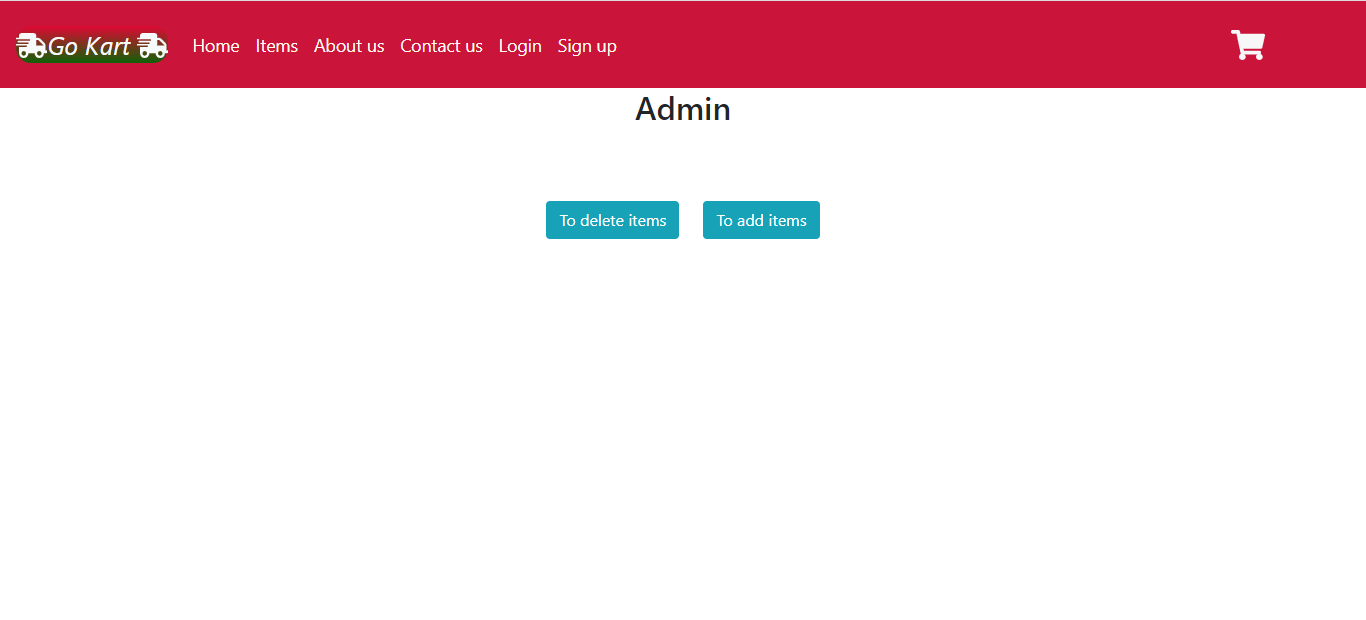 Go Kart Home Items About us Contact us Login Sign up
Admin
To delete items To add items